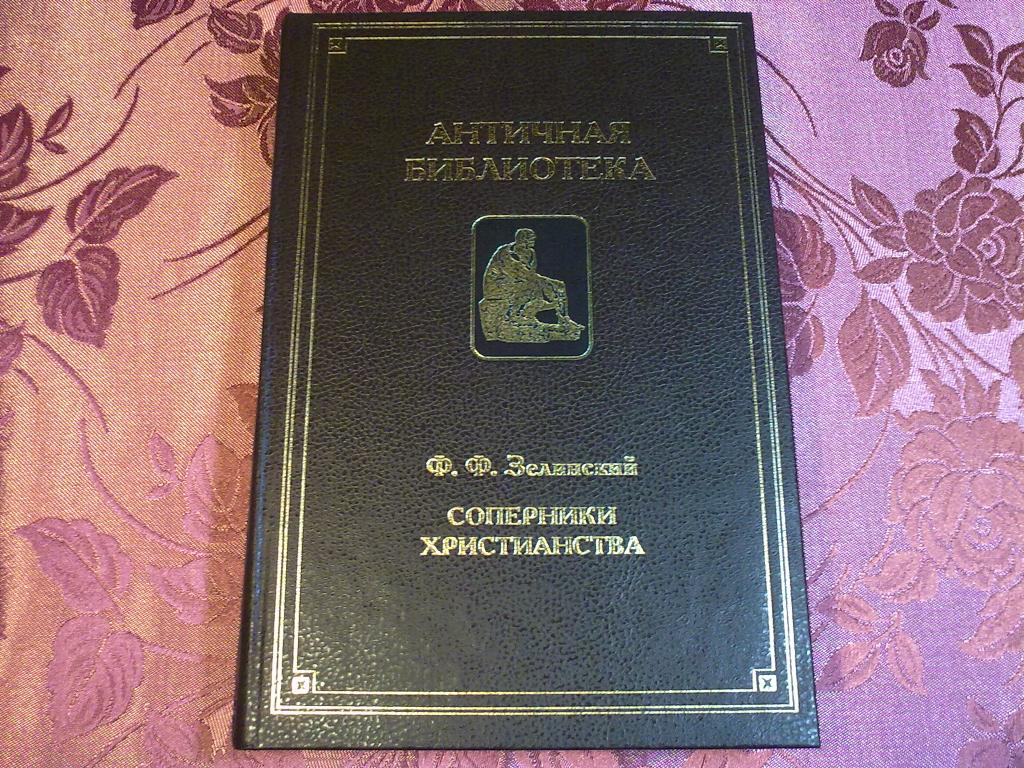 АНТИЧНАЯ
БИБЛИОТЕКА
Ф. Ф. Зелинский
СОПЕРНИКИ
ХРИСТИАНСТВА